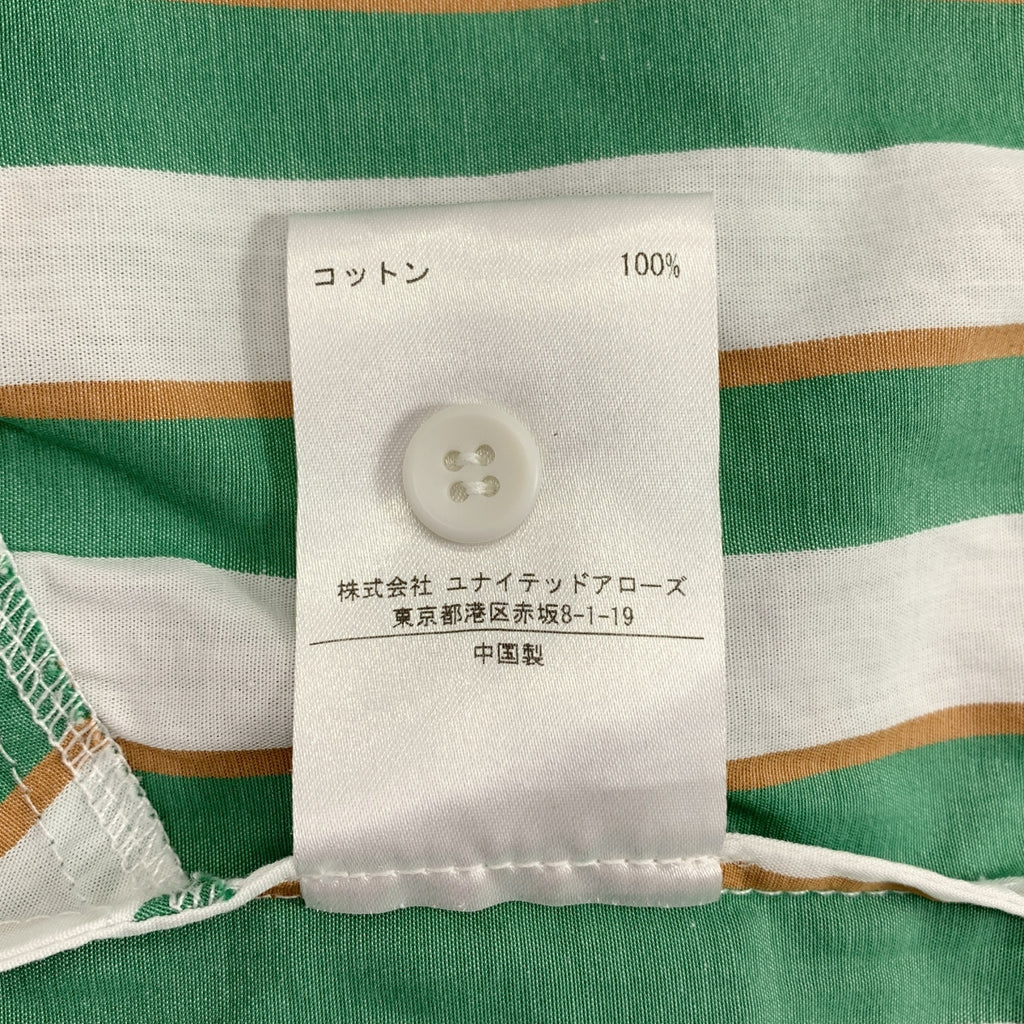 コットン 100%
株式会社 ユナイテッドアローズ
東京都港区赤坂8-1-19
中国製